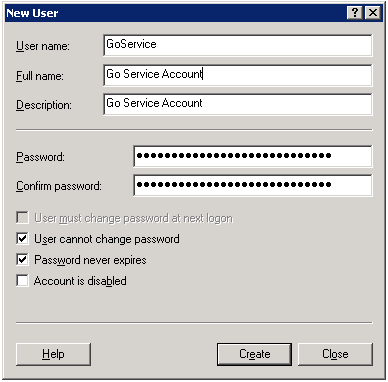 New User
User name: GoService
Full name: Go Service Account
Description: Go Service Account
Password: ●●●●●●●●●●●●●●●●●●●●●●●●●●●●
Confirm password: ●●●●●●●●●●●●●●●●●●●●●●●●●●●●
User must change password at next logon
User cannot change password
Password never expires
Account is disabled
Help Create Close